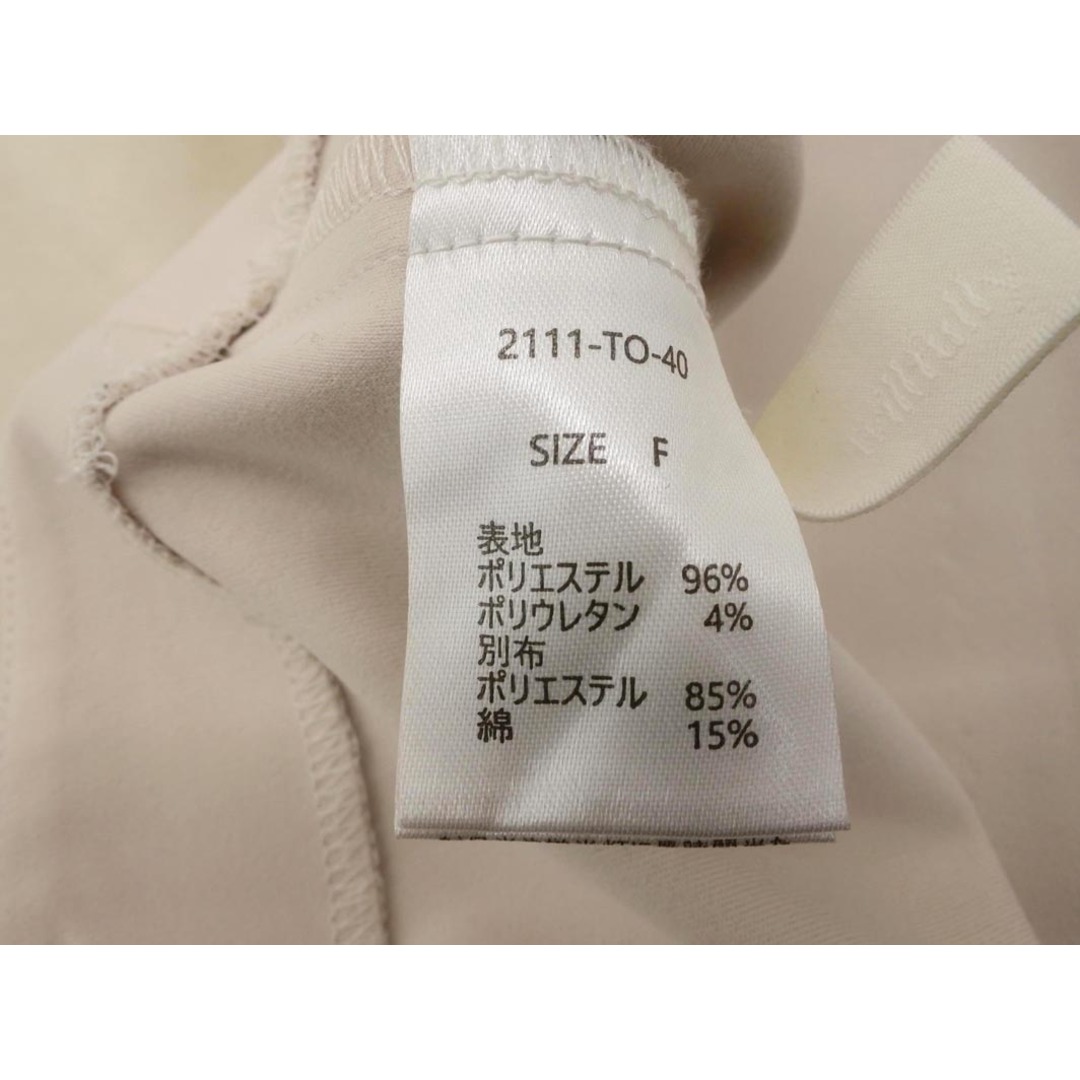 2111-TO-40
SIZE F
表地
ポリエステル 96%
ポリウレタン 4%
別布
ポリエステル 85%
綿 15%